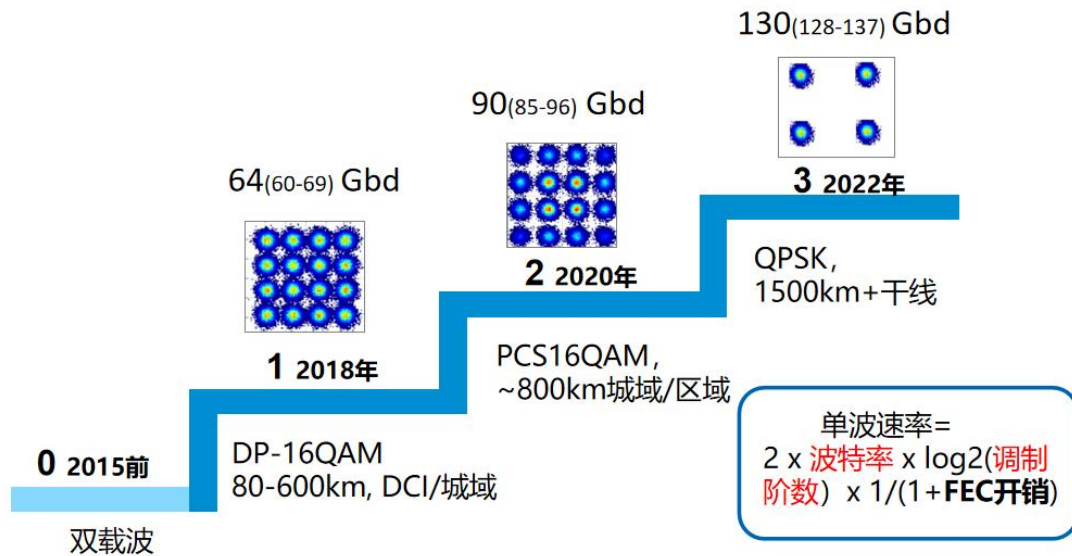 130(128-137) Gbd
90(85-96) Gbd
3 2022年
64(60-69) Gbd
2 2020年
QPSK，
1500km+干线
1 2018年
PCS16QAM，
~800km城域/区域
0 2015前
DP-16QAM
80-600km, DCI/城域
双载波
单波速率=
2 x 波特率 x log2(调制
阶数）x 1/(1+FEC开销)